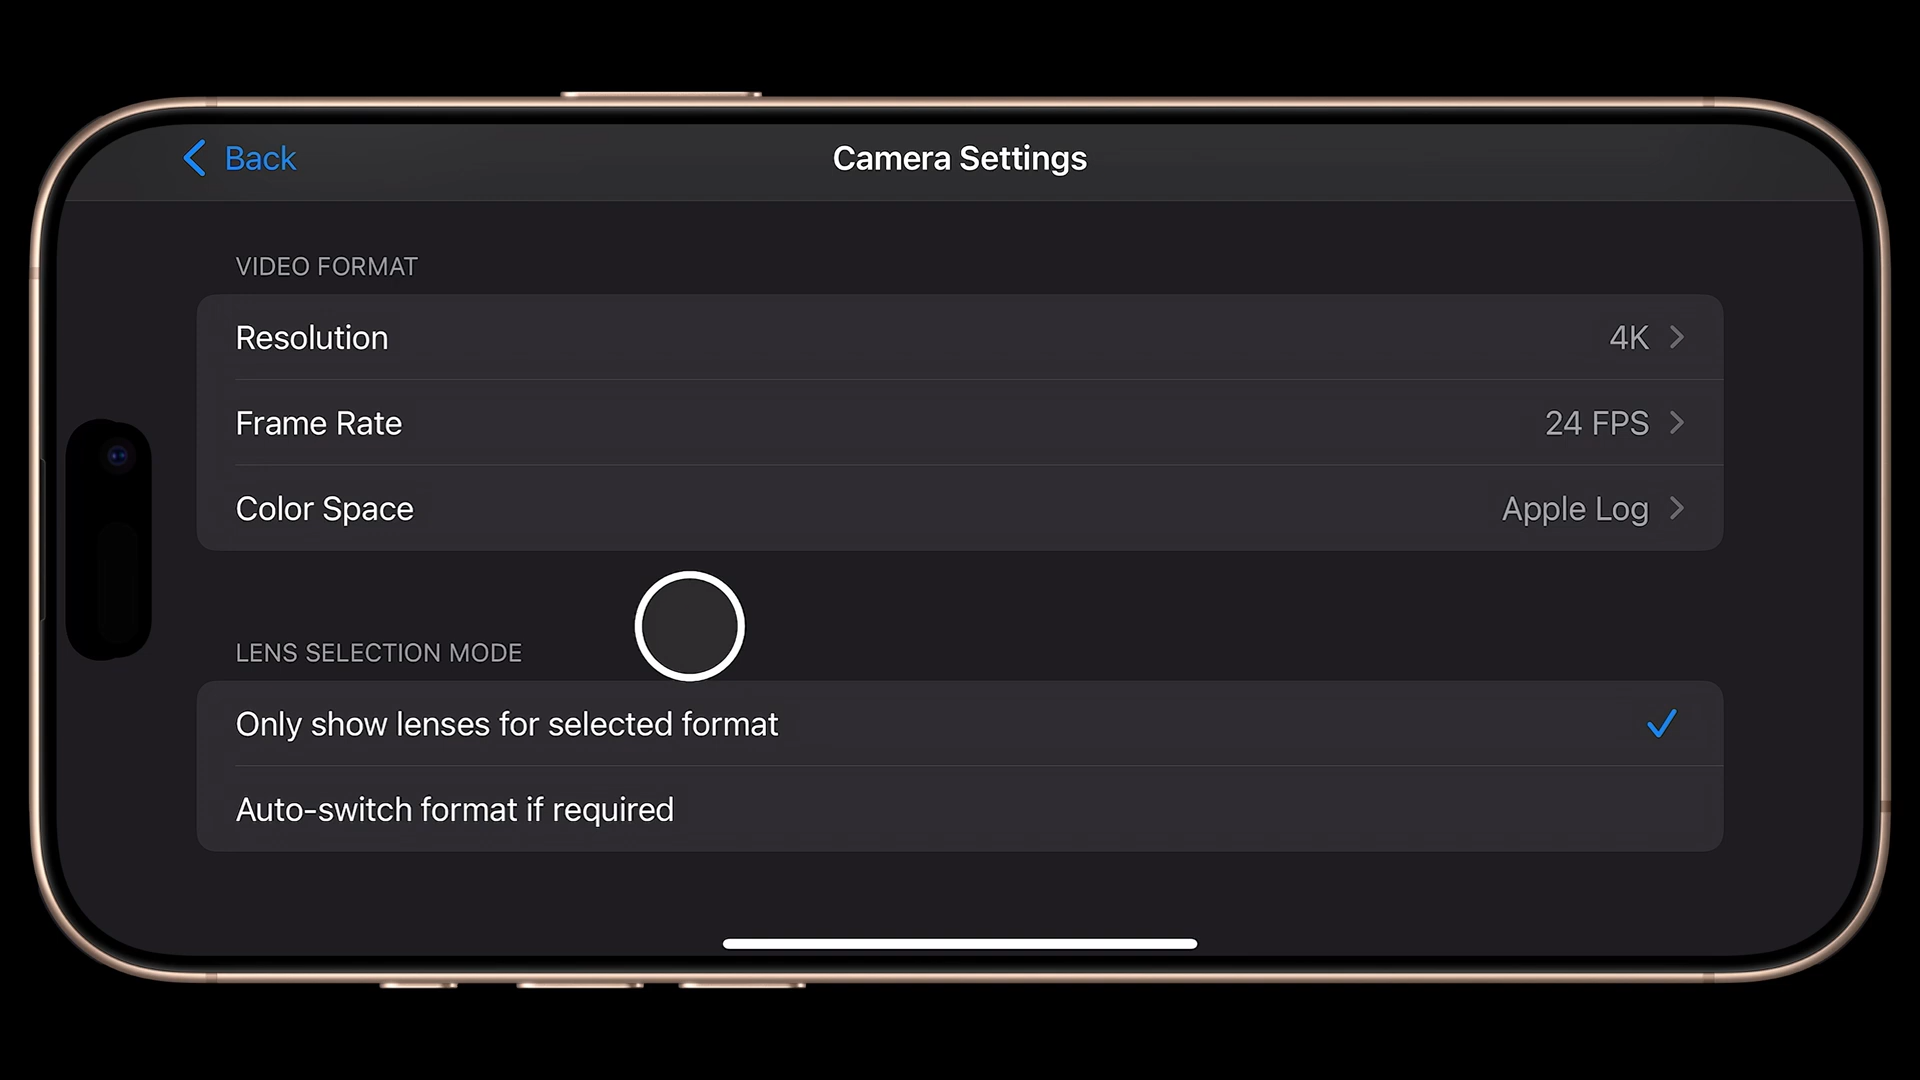 Back
Camera Settings
VIDEO FORMAT
Resolution 4K
Frame Rate 24 FPS
Color Space Apple Log
LENS SELECTION MODE
Only show lenses for selected format
Auto-switch format if required